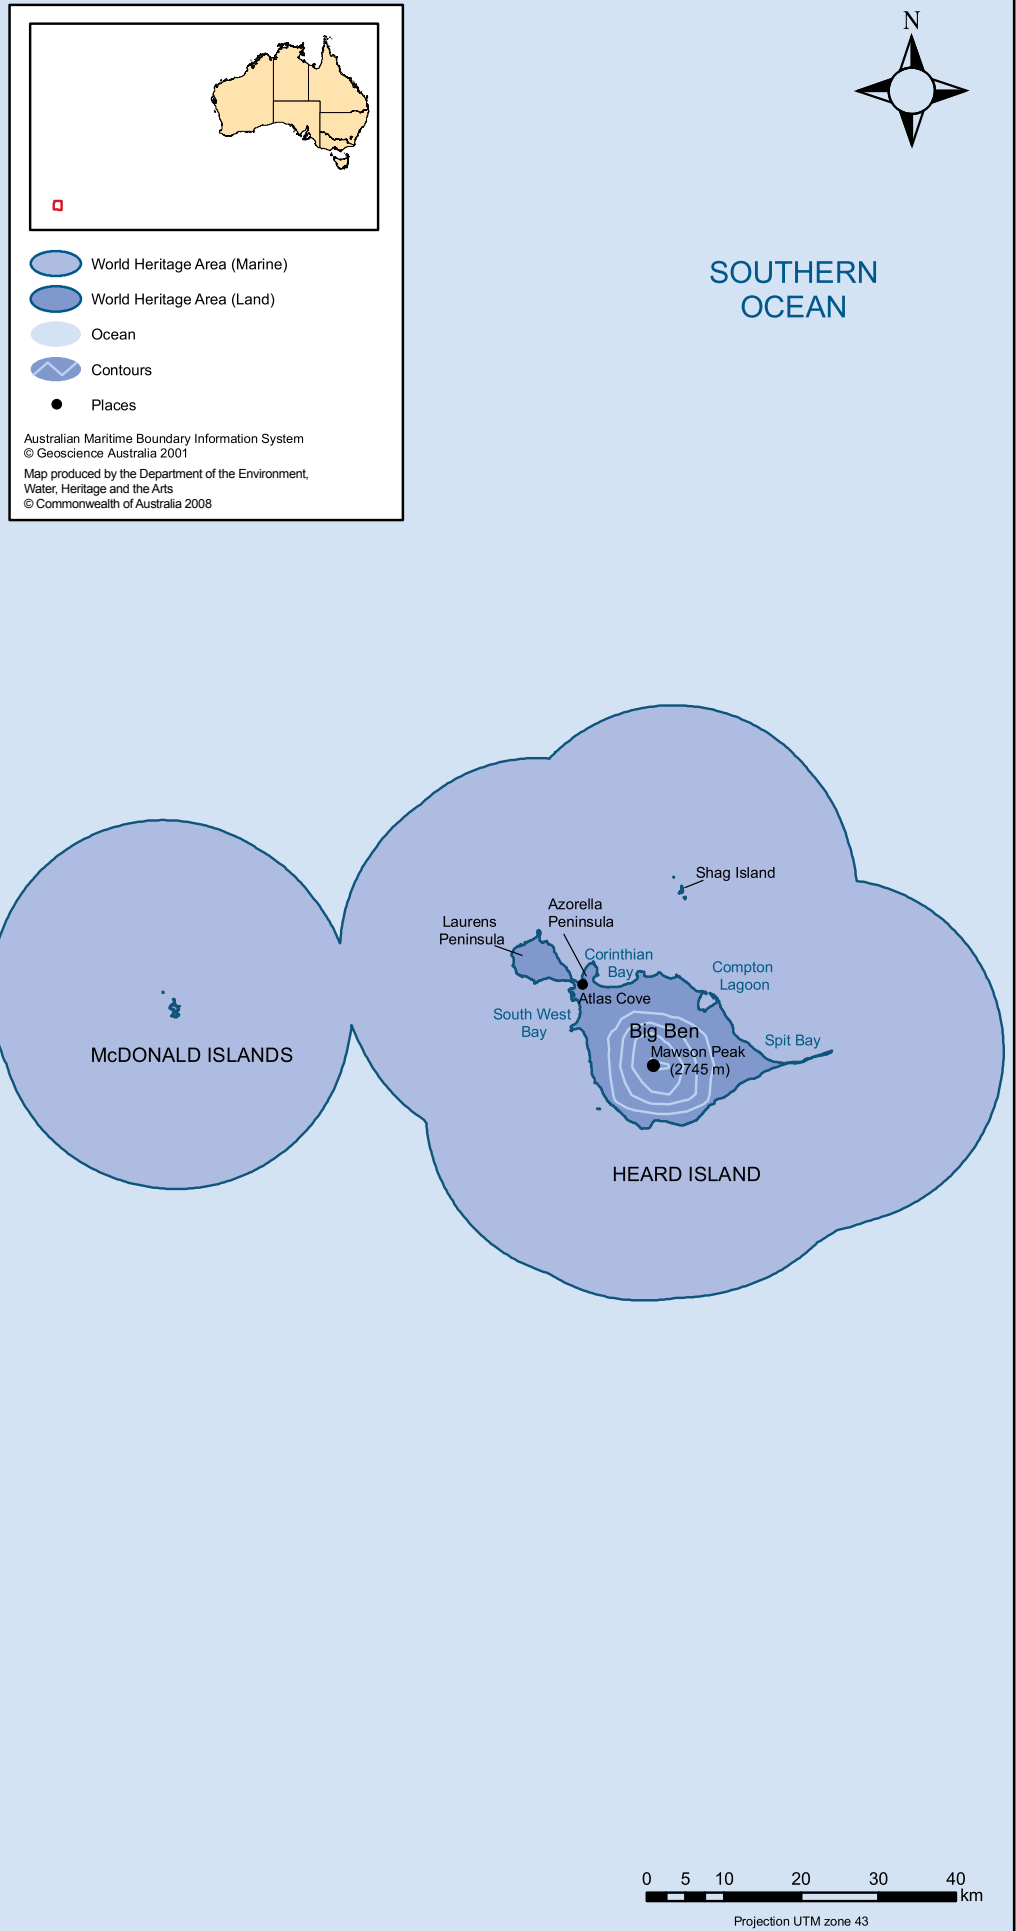 N
SOUTHERN
OCEAN
World Heritage Area (Marine)
World Heritage Area (Land)
Ocean
Contours
Places
Australian Maritime Boundary Information System
© Geoscience Australia 2001
Map produced by the Department of the Environment,
Water, Heritage and the Arts
© Commonwealth of Australia 2008
Shag Island
Azorella
Peninsula
Laurens
Peninsula
Corinthian
Bay
Compton
Lagoon
Atlas Cove
South West
Bay
Big Ben
Spit Bay
Mawson Peak
(2745 m)
McDONALD ISLANDS
HEARD ISLAND
0 5 10 20 30 40
km
Projection UTM zone 43